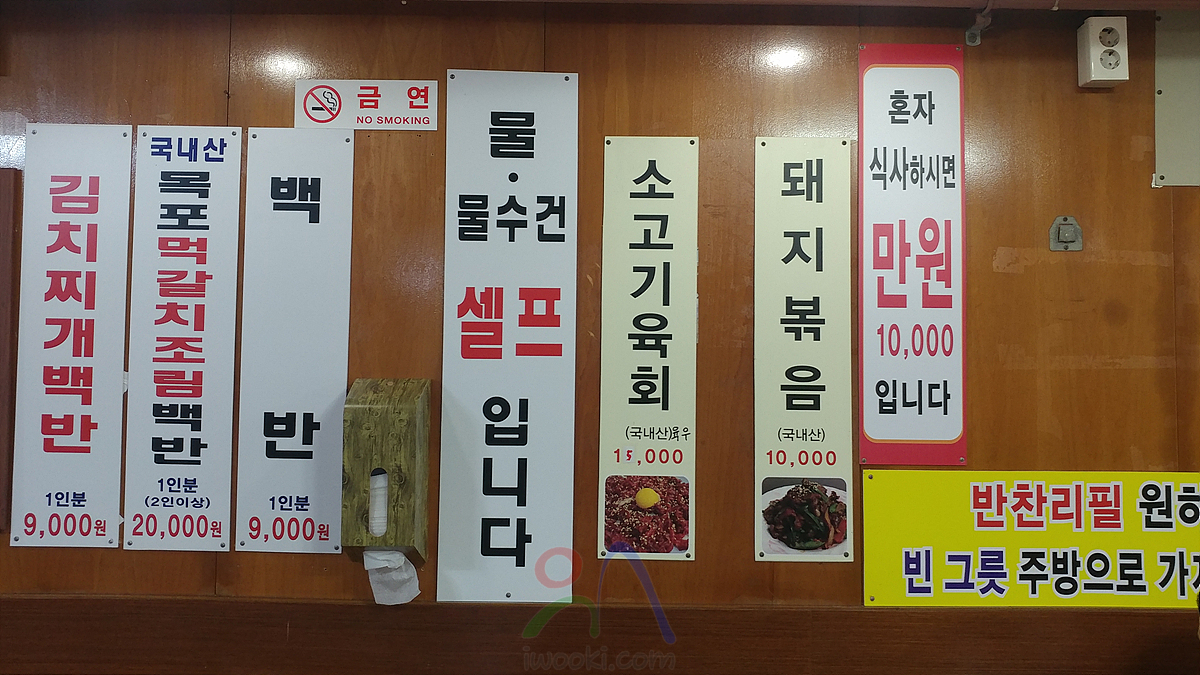 김치찌개백반
1인분
9,000원
국내산
목포먹갈치조림백반
1인분
(2인이상)
20,000원
백반
1인분
9,000원
금연
NO SMOKING
물·
물수건
셀프
입니다
소고기육회
(국내산)육우
15,000
돼지볶음
(국내산)
10,000
혼자
식사하시면
만원
10,000
입니다
반찬리필 원하
빈 그릇 주방으로 가
iwooki.com